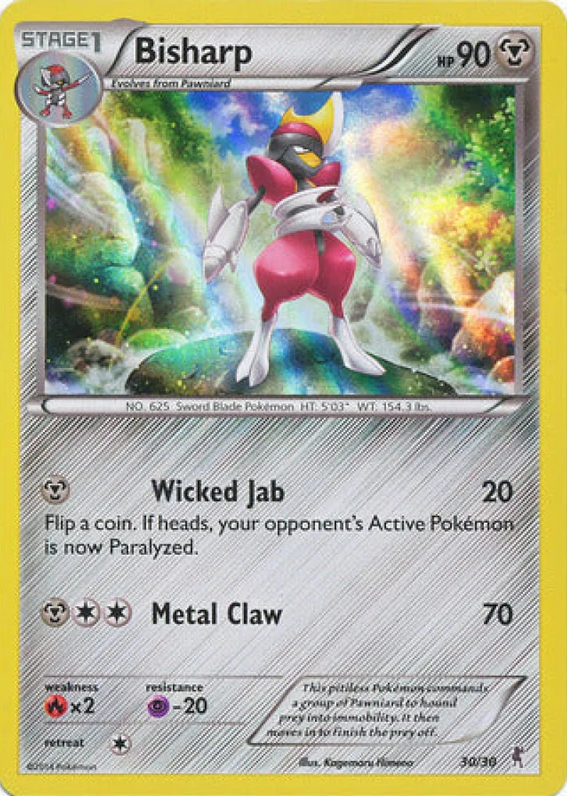 STAGE1
Bisharp
HP 90
Evolves from Pawniard
NO. 625 Sword Blade Pokémon HT: 5'03" WT: 154.3 lbs.
Wicked Jab 20
Flip a coin. If heads, your opponent's Active Pokémon
is now Paralyzed.
Metal Claw 70
weakness
×2
resistance
-20
retreat
This pitiless Pokémon commands
a group of Pawniard to hound
prey into immobility. It then
moves in to finish the prey off.
©2014 Pokémon
Illus. Kagemaru Himeno
30/30